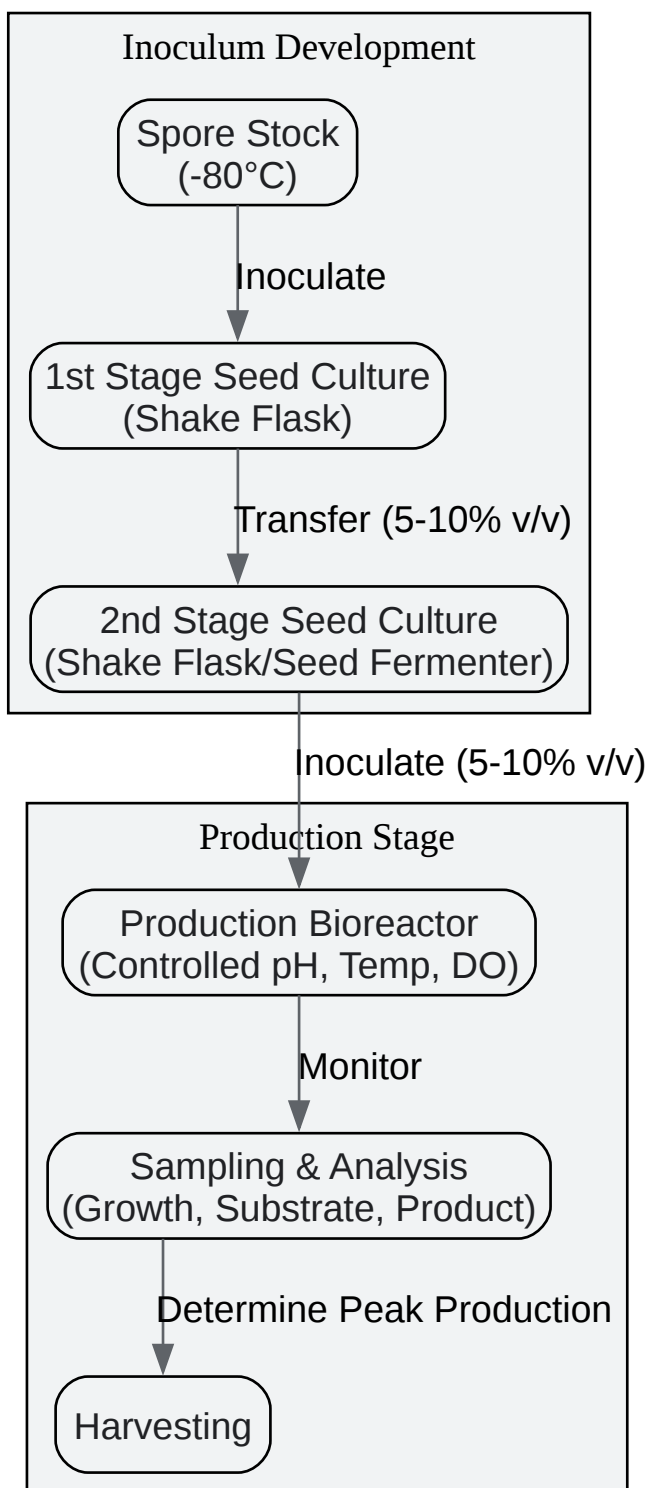 Inoculum Development
Spore Stock
(-80°C)
Inoculate
1st Stage Seed Culture
(Shake Flask)
Transfer (5-10% v/v)
2nd Stage Seed Culture
(Shake Flask/Seed Fermenter)
Inoculate (5-10% v/v)
Production Stage
Production Bioreactor
(Controlled pH, Temp, DO)
Monitor
Sampling & Analysis
(Growth, Substrate, Product)
Determine Peak Production
Harvesting